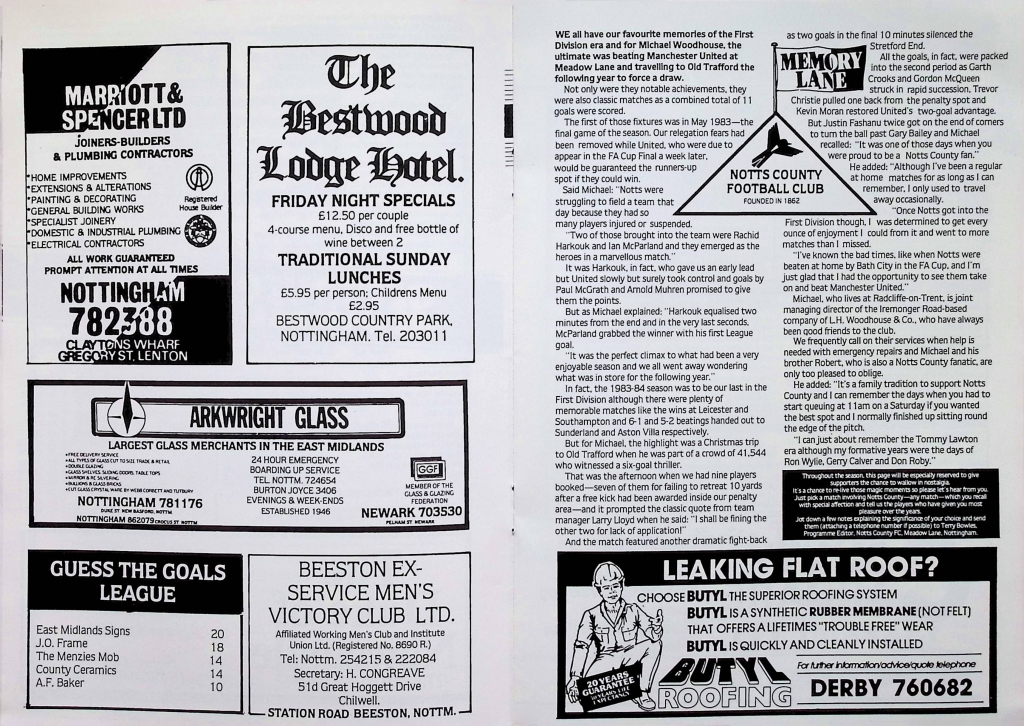 MARRIOTT &
SPENCER LTD
JOINERS-BUILDERS
& PLUMBING CONTRACTORS
*HOME IMPROVEMENTS
*EXTENSIONS & ALTERATIONS
*PAINTING & DECORATING
*GENERAL BUILDING WORKS
*SPECIALIST JOINERY
*DOMESTIC & INDUSTRIAL PLUMBING
*ELECTRICAL CONTRACTORS
Registered
House Builder
ALL WORK GUARANTEED
PROMPT ATTENTION AT ALL TIMES
NOTTINGHAM
782388
CLAYTONS WHARF
GREGORY ST, LENTON
The
Bestwood
Lodge Hotel.
FRIDAY NIGHT SPECIALS
£12.50 per couple
4-course menu, Disco and free bottle of
wine between 2
TRADITIONAL SUNDAY
LUNCHES
£5.95 per person; Childrens Menu
£2.95
BESTWOOD COUNTRY PARK,
NOTTINGHAM. Tel. 203011
ARKWRIGHT GLASS
LARGEST GLASS MERCHANTS IN THE EAST MIDLANDS
•FREE DELIVERY SERVICE
•ALL TYPES OF GLASS CUT TO SIZE TRADE & RETAIL
•DOUBLE GLAZING
•GLASS SHELVES, SLIDING DOORS, TABLE TOPS
•MIRROR & RE SILVERING
•BULLIONS & GLASS BRICKS
•CUT GLASS CRYSTAL WARE BY WEBB CORBETT AND TUTBURY
NOTTINGHAM 781176
DUKE ST. NEW BASFORD, NOTTM
NOTTINGHAM 862079 CROCUS ST. NOTTM
24 HOUR EMERGENCY
BOARDING UP SERVICE
TEL NOTTM. 724654
BURTON JOYCE 3406
EVENINGS & WEEK-ENDS
ESTABLISHED 1946
GGF
MEMBER OF THE
GLASS & GLAZING
FEDERATION
NEWARK 703530
PELHAM ST. NEWARK
GUESS THE GOALS
LEAGUE
East Midlands Signs 20
J.O. Frame 18
The Menzies Mob 14
County Ceramics 14
A.F. Baker 10
BEESTON EX-
SERVICE MEN'S
VICTORY CLUB LTD.
Affiliated Working Men's Club and Institute
Union Ltd. (Registered No. 8690 R.)
Tel: Nottm. 254215 & 222084
Secretary: H. CONGREAVE
51d Great Hoggett Drive
Chilwell.
STATION ROAD BEESTON, NOTTM.
WE all have our favourite memories of the First
Division era and for Michael Woodhouse, the
ultimate was beating Manchester United at
Meadow Lane and travelling to Old Trafford the
following year to force a draw.
Not only were they notable achievements, they
were also classic matches as a combined total of 11
goals were scored.
The first of those fixtures was in May 1983—the
final game of the season. Our relegation fears had
been removed while United, who were due to
appear in the FA Cup Final a week later,
would be guaranteed the runners-up
spot if they could win.
Said Michael: "Notts were
struggling to field a team that
day because they had so
many players injured or suspended.
"Two of those brought into the team were Rachid
Harkouk and Ian McParland and they emerged as the
heroes in a marvellous match."
It was Harkouk, in fact, who gave us an early lead
but United slowly but surely took control and goals by
Paul McGrath and Arnold Muhren promised to give
them the points.
But as Michael explained: "Harkouk equalised two
minutes from the end and in the very last seconds,
McParland grabbed the winner with his first League
goal.
"It was the perfect climax to what had been a very
enjoyable season and we all went away wondering
what was in store for the following year."
In fact, the 1983-84 season was to be our last in the
First Division although there were plenty of
memorable matches like the wins at Leicester and
Southampton and 6-1 and 5-2 beatings handed out to
Sunderland and Aston Villa respectively.
But for Michael, the highlight was a Christmas trip
to Old Trafford when he was part of a crowd of 41,544
who witnessed a six-goal thriller.
That was the afternoon when we had nine players
booked—seven of them for failing to retreat 10 yards
after a free kick had been awarded inside our penalty
area—and it prompted the classic quote from team
manager Larry Lloyd when he said: "I shall be fining the
other two for lack of application!"
And the match featured another dramatic fight-back
as two goals in the final 10 minutes silenced the
Stretford End.
All the goals, in fact, were packed
into the second period as Garth
Crooks and Gordon McQueen
struck in rapid succession, Trevor
Christie pulled one back from the penalty spot and
Kevin Moran restored United's two-goal advantage.
But Justin Fashanu twice got on the end of corners
to turn the ball past Gary Bailey and Michael
recalled: "It was one of those days when you
were proud to be a Notts County fan."
He added: "Although I've been a regular
at home matches for as long as I can
remember, I only used to travel
away occasionally.
"Once Notts got into the
First Division though, I was determined to get every
ounce of enjoyment I could from it and went to more
matches than I missed.
"I've known the bad times, like when Notts were
beaten at home by Bath City in the FA Cup, and I'm
just glad that I had the opportunity to see them take
on and beat Manchester United."
Michael, who lives at Radcliffe-on-Trent, is joint
managing director of the Iremonger Road-based
company of L.H. Woodhouse & Co., who have always
been good friends to the club.
We frequently call on their services when help is
needed with emergency repairs and Michael and his
brother Robert, who is also a Notts County fanatic, are
only too pleased to oblige.
He added: "It's a family tradition to support Notts
County and I can remember the days when you had to
start queuing at 11am on a Saturday if you wanted
the best spot and I normally finished up sitting round
the edge of the pitch.
"I can just about remember the Tommy Lawton
era although my formative years were the days of
Ron Wylie, Gerry Calver and Don Roby."
MEMORY
LANE
NOTTS COUNTY
FOOTBALL CLUB
FOUNDED IN 1862
Throughout the season, this page will be especially reserved to give
supporters the chance to wallow in nostalgia.
It's a chance to re-live those magic moments so please let's hear from you.
Just pick a match involving Notts County—any match—which you recall
with special affection and tell us the players who have given you most
pleasure over the years.
Jot down a few notes explaining the significance of your choice and send
them (attaching a telephone number if possible) to Terry Bowles,
Programme Editor, Notts County FC, Meadow Lane, Nottingham.
LEAKING FLAT ROOF?
CHOOSE BUTYL THE SUPERIOR ROOFING SYSTEM
BUTYL IS A SYNTHETIC RUBBER MEMBRANE (NOT FELT)
THAT OFFERS A LIFETIMES "TROUBLE FREE" WEAR
BUTYL IS QUICKLY AND CLEANLY INSTALLED
20 YEARS
GUARANTEE
50 YEARS LIFE
EXPECTANCY
BUTYL
ROOFING
For further information/advice/quote telephone
DERBY 760682